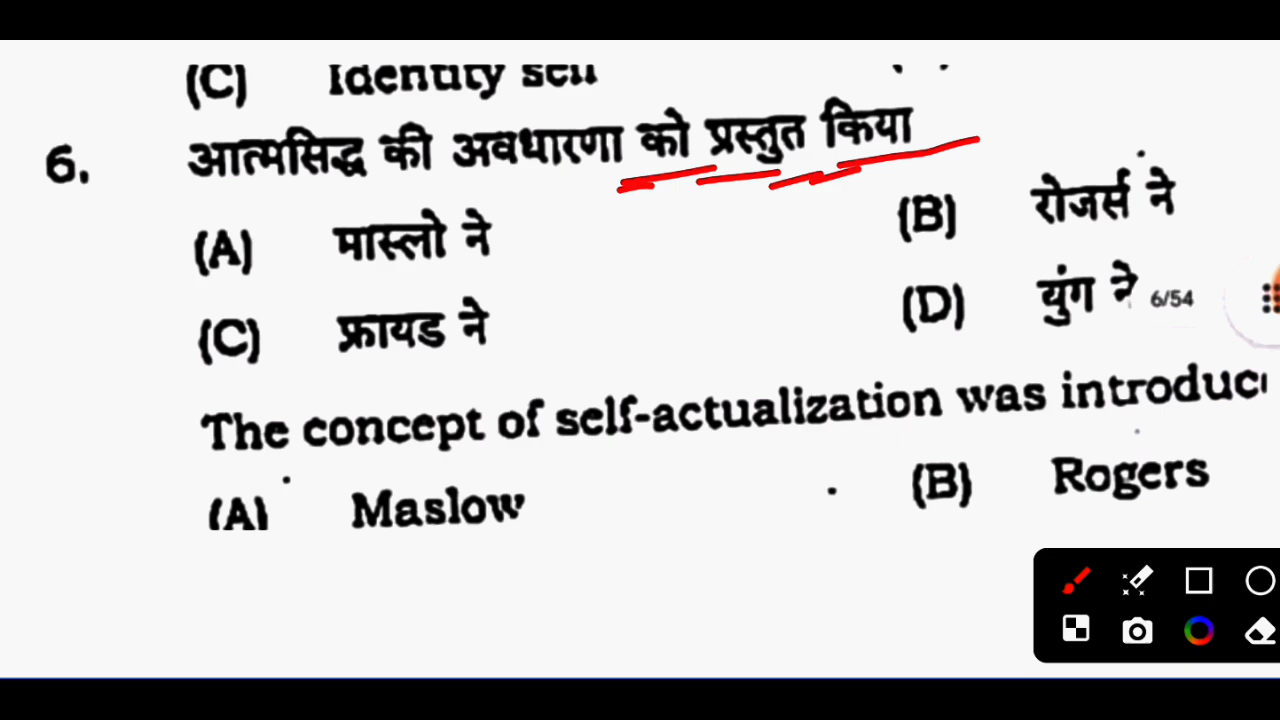 (C) Identity self
6. आत्मसिद्ध की अवधारणा को प्रस्तुत किया
(A) मास्लो ने (B) रोजर्स ने
(C) फ्रायड ने (D) युंग ने 6/54
The concept of self-actualization was introduc
(A) Maslow (B) Rogers